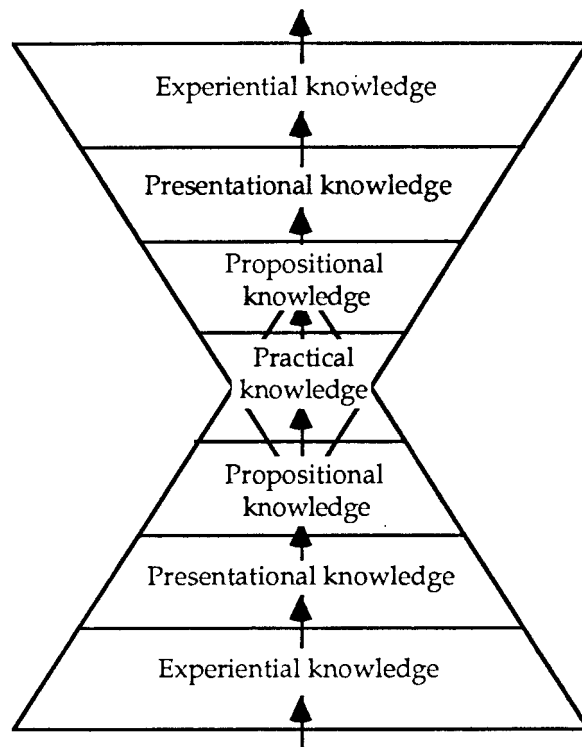 Experiential knowledge
Presentational knowledge
Propositional
knowledge
Practical
knowledge
Propositional
knowledge
Presentational knowledge
Experiential knowledge